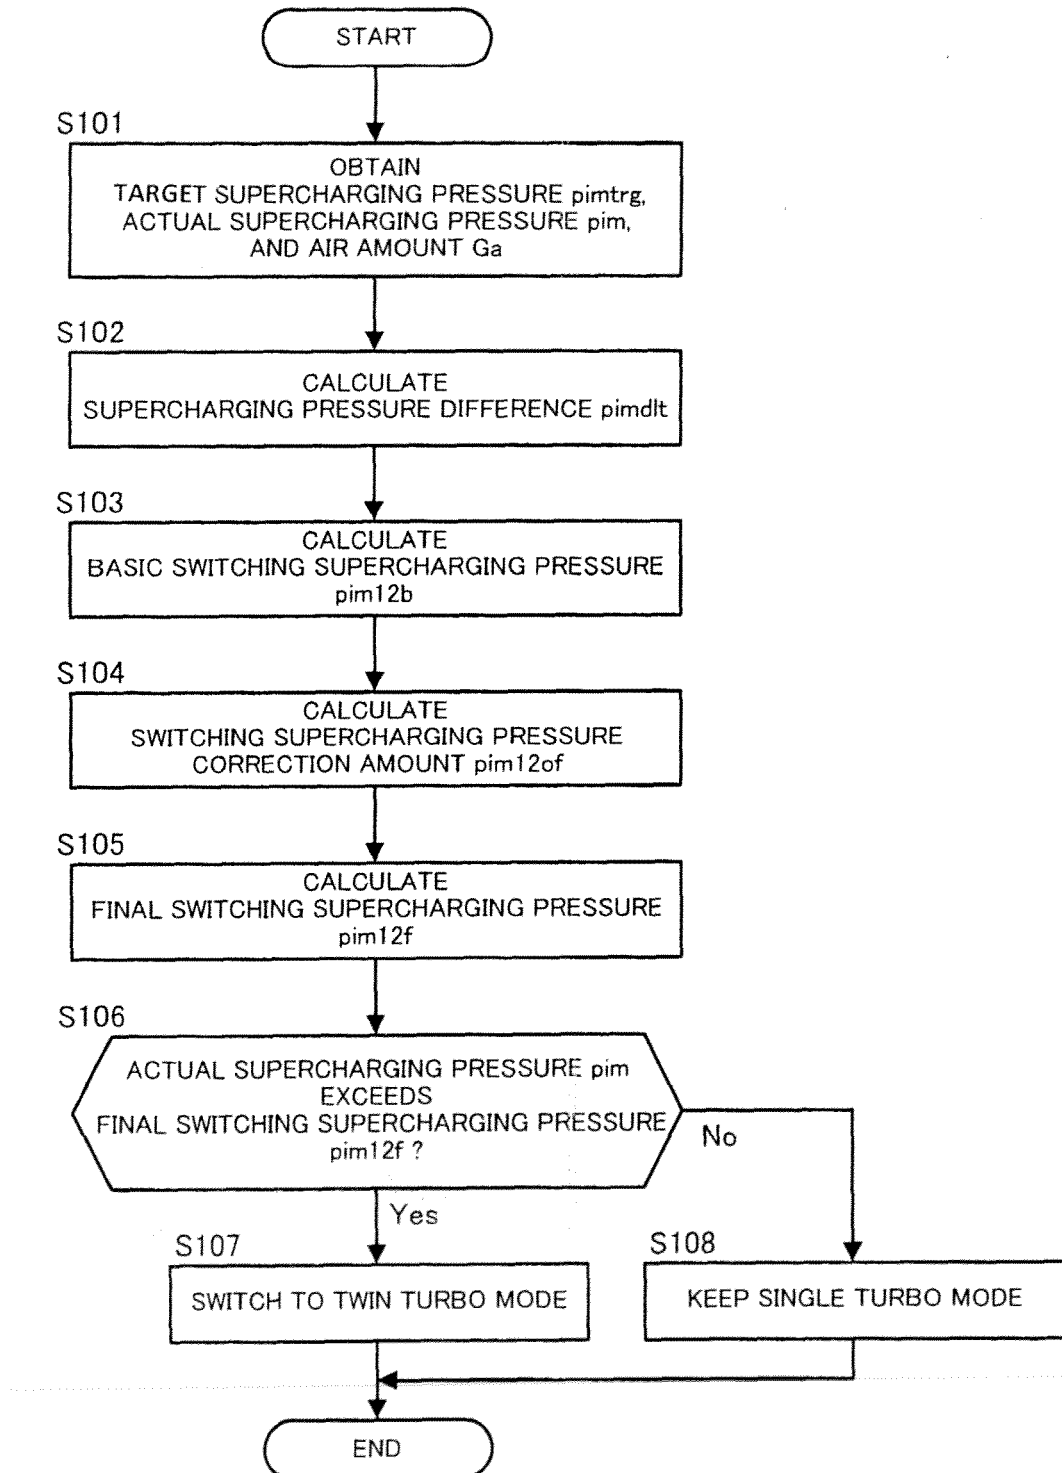 START
S101
OBTAIN
TARGET SUPERCHARGING PRESSURE pimtrg,
ACTUAL SUPERCHARGING PRESSURE pim,
AND AIR AMOUNT Ga
S102
CALCULATE
SUPERCHARGING PRESSURE DIFFERENCE pimdlt
S103
CALCULATE
BASIC SWITCHING SUPERCHARGING PRESSURE
pim12b
S104
CALCULATE
SWITCHING SUPERCHARGING PRESSURE
CORRECTION AMOUNT pim12of
S105
CALCULATE
FINAL SWITCHING SUPERCHARGING PRESSURE
pim12f
S106
ACTUAL SUPERCHARGING PRESSURE pim
EXCEEDS
FINAL SWITCHING SUPERCHARGING PRESSURE
pim12f ?
No
Yes
S107
SWITCH TO TWIN TURBO MODE
S108
KEEP SINGLE TURBO MODE
END